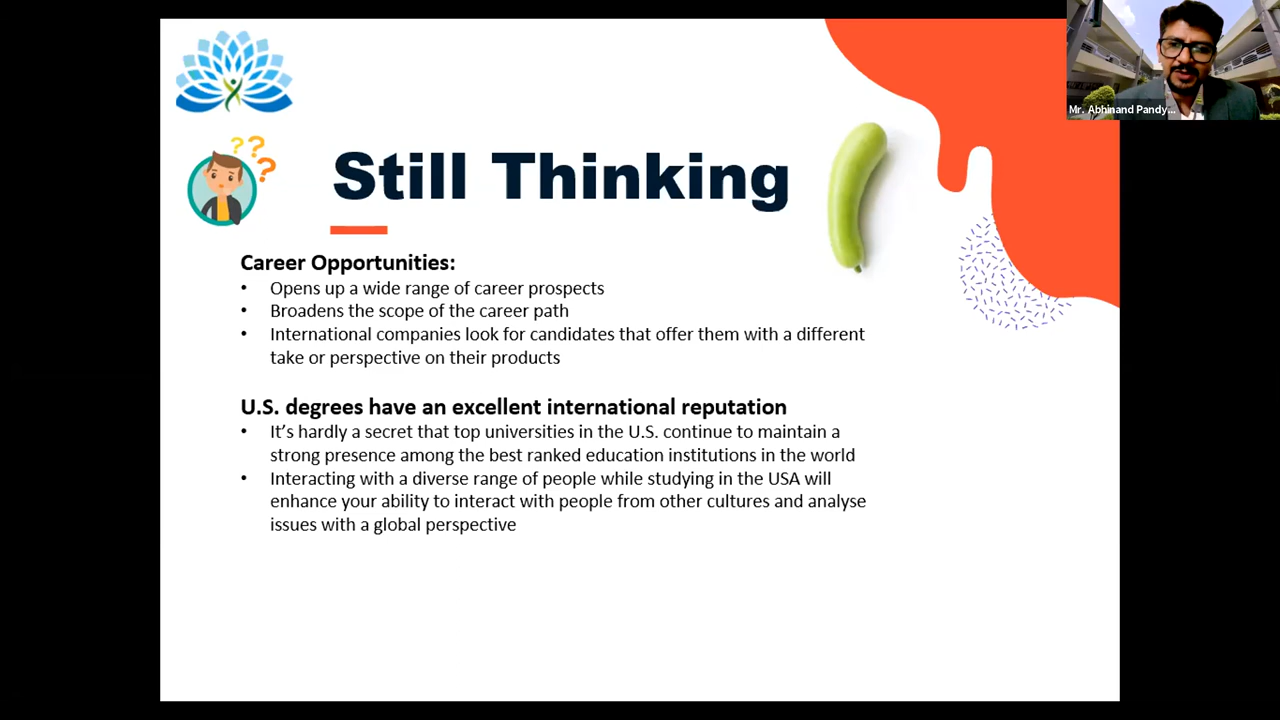 Mr. Abhinand Pandy...
Still Thinking
Career Opportunities:
• Opens up a wide range of career prospects
• Broadens the scope of the career path
• International companies look for candidates that offer them with a different
take or perspective on their products
U.S. degrees have an excellent international reputation
• It's hardly a secret that top universities in the U.S. continue to maintain a
strong presence among the best ranked education institutions in the world
• Interacting with a diverse range of people while studying in the USA will
enhance your ability to interact with people from other cultures and analyse
issues with a global perspective